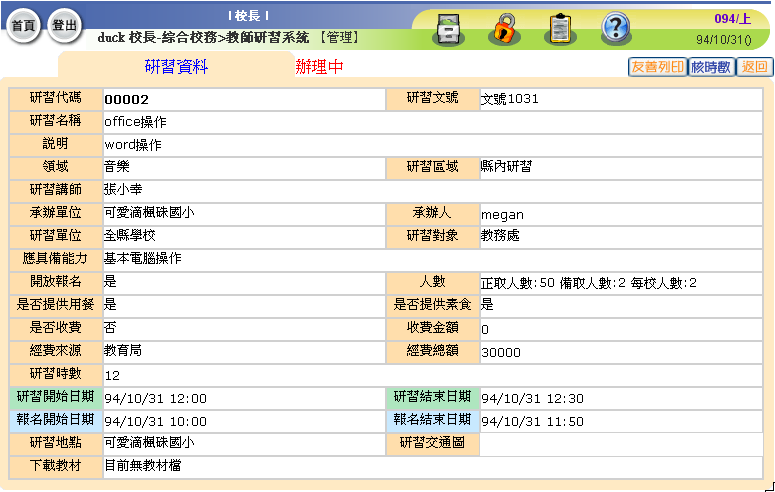 首頁 登出 | 校長 | 094/上
duck 校長-綜合校務>教師研習系統 【管理】 94/10/31()
研習資料 辦理中 友善列印 核時數 返回
研習代碼 00002 研習文號 文號1031
研習名稱 office操作
說明 word操作
領域 音樂 研習區域 縣內研習
研習講師 張小幸
承辦單位 可愛滴楓硃國小 承辦人 megan
研習單位 全縣學校 研習對象 教務處
應具備能力 基本電腦操作
開放報名 是 人數 正取人數:50 備取人數:2 每校人數:2
是否提供用餐 是 是否提供素食 是
是否收費 否 收費金額 0
經費來源 教育局 經費總額 30000
研習時數 12
研習開始日期 94/10/31 12:00 研習結束日期 94/10/31 12:30
報名開始日期 94/10/31 10:00 報名結束日期 94/10/31 11:50
研習地點 可愛滴楓硃國小 研習交通圖
下載教材 目前無教材檔